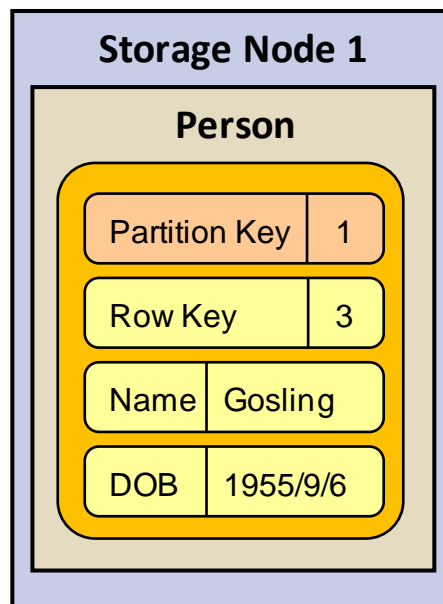 Storage Node 1
Person
Partition Key 1
Row Key 3
Name Gosling
DOB 1955/9/6